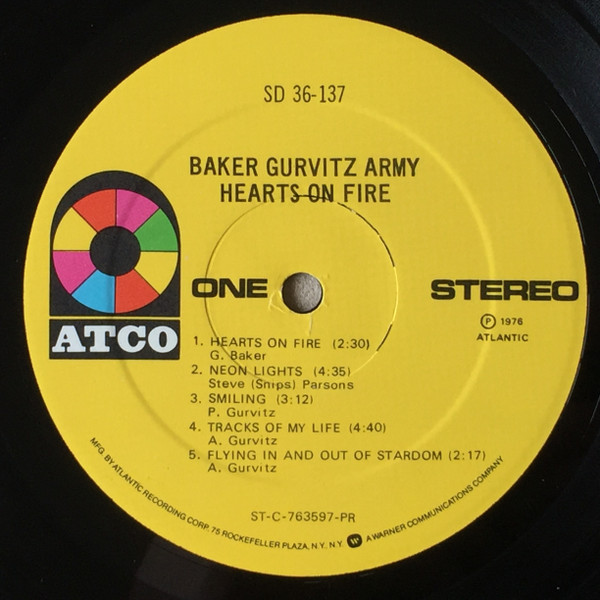 SD 36-137
BAKER GURVITZ ARMY
HEARTS ON FIRE
ATCO
ONE
STEREO
Ⓟ 1976
ATLANTIC
1. HEARTS ON FIRE (2:30)
G. Baker
2. NEON LIGHTS (4:35)
Steve (Snips) Parsons
3. SMILING (3:12)
P. Gurvitz
4. TRACKS OF MY LIFE (4:40)
A. Gurvitz
5. FLYING IN AND OUT OF STARDOM (2:17)
A. Gurvitz
ST-C-763597-PR
MFG. BY ATLANTIC RECORDING CORP. 75 ROCKEFELLER PLAZA, N.Y. N.Y. W A WARNER COMMUNICATIONS COMPANY